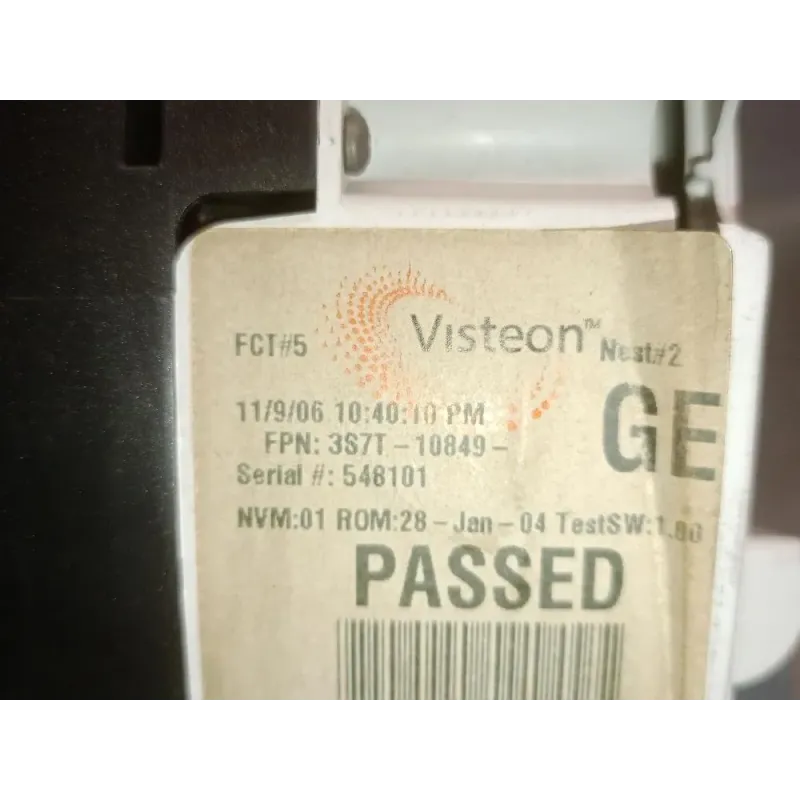 Visteon™
FCT#5 Nest#2
11/9/06 10:40:10 PM
GE
FPN: 3S7T-10849-
Serial #: 548101
NVM:01 ROM:28-Jan-04 TestSW:1.80
PASSED